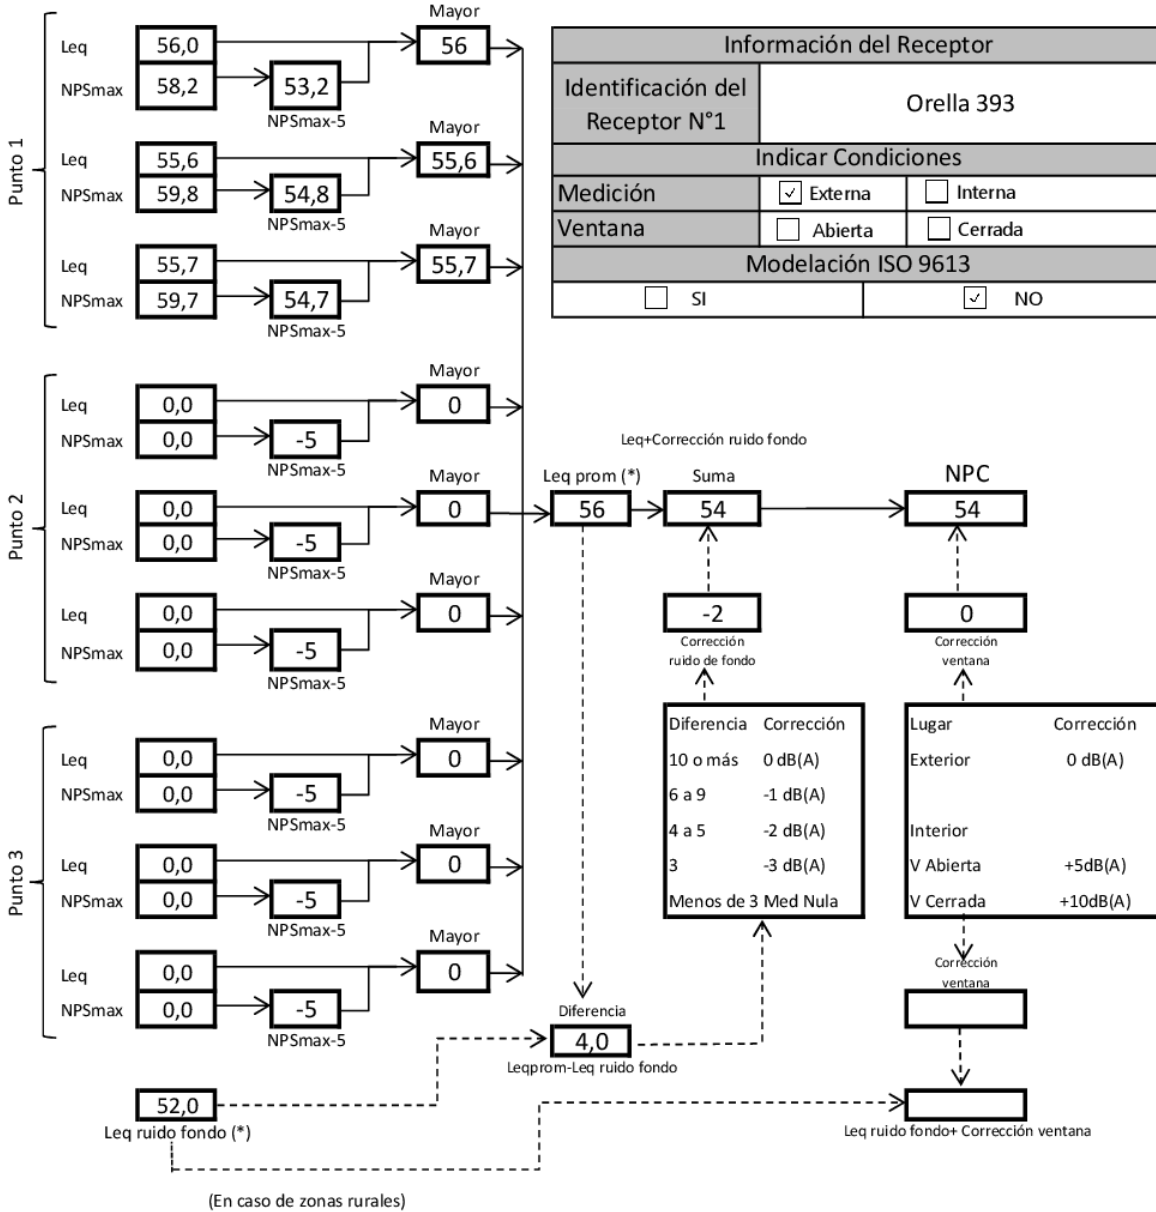 Mayor
Leq 56,0 56
NPSmax 58,2 53,2
NPSmax-5
Mayor
Leq 55,6 55,6
NPSmax 59,8 54,8
NPSmax-5
Punto 1
Mayor
Leq 55,7 55,7
NPSmax 59,7 54,7
NPSmax-5
Información del Receptor
Identificación del
Receptor N°1
Orella 393
Indicar Condiciones
Medición Externa Interna
Ventana Abierta Cerrada
Modelación ISO 9613
SI NO
Mayor
Leq 0,0 0
NPSmax 0,0 -5
NPSmax-5
Mayor
Leq 0,0 0
NPSmax 0,0 -5
NPSmax-5
Punto 2
Mayor
Leq 0,0 0
NPSmax 0,0 -5
NPSmax-5
Leq+Corrección ruido fondo
Leq prom (*) Suma NPC
56 54 54
-2 0
Corrección
ruido de fondo
Corrección
ventana
Diferencia Corrección
10 o más 0 dB(A)
6 a 9 -1 dB(A)
4 a 5 -2 dB(A)
3 -3 dB(A)
Menos de 3 Med Nula
Lugar Corrección
Exterior 0 dB(A)
Interior
V Abierta +5dB(A)
V Cerrada +10dB(A)
Corrección
ventana
Mayor
Leq 0,0 0
NPSmax 0,0 -5
NPSmax-5
Mayor
Leq 0,0 0
NPSmax 0,0 -5
NPSmax-5
Punto 3
Mayor
Leq 0,0 0
NPSmax 0,0 -5
NPSmax-5
Diferencia
4,0
Leqprom-Leq ruido fondo
52,0
Leq ruido fondo (*)
Leq ruido fondo+ Corrección ventana
(En caso de zonas rurales)